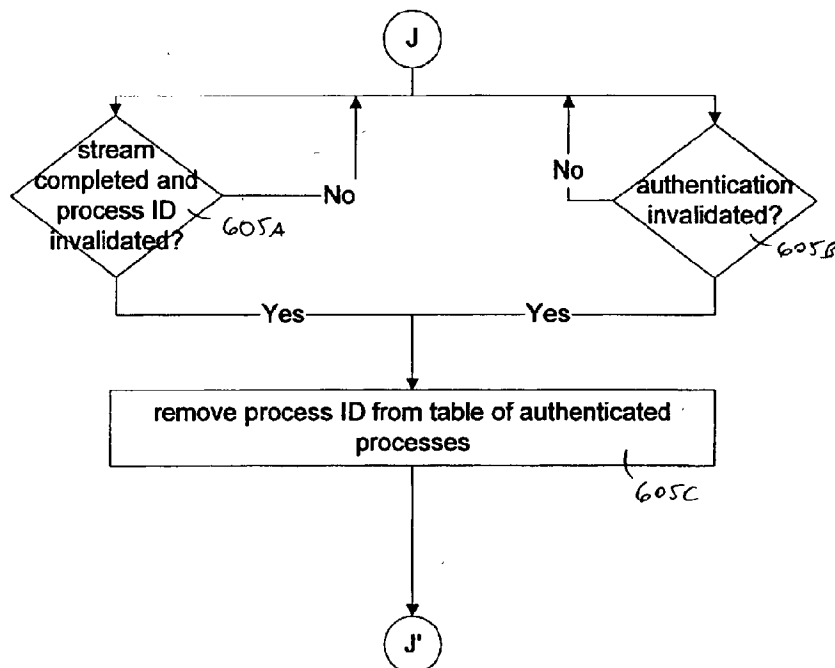 J
stream
completed and
process ID
invalidated?
605A
No
No
authentication
invalidated?
605B
Yes
Yes
remove process ID from table of authenticated
processes
605C
J'